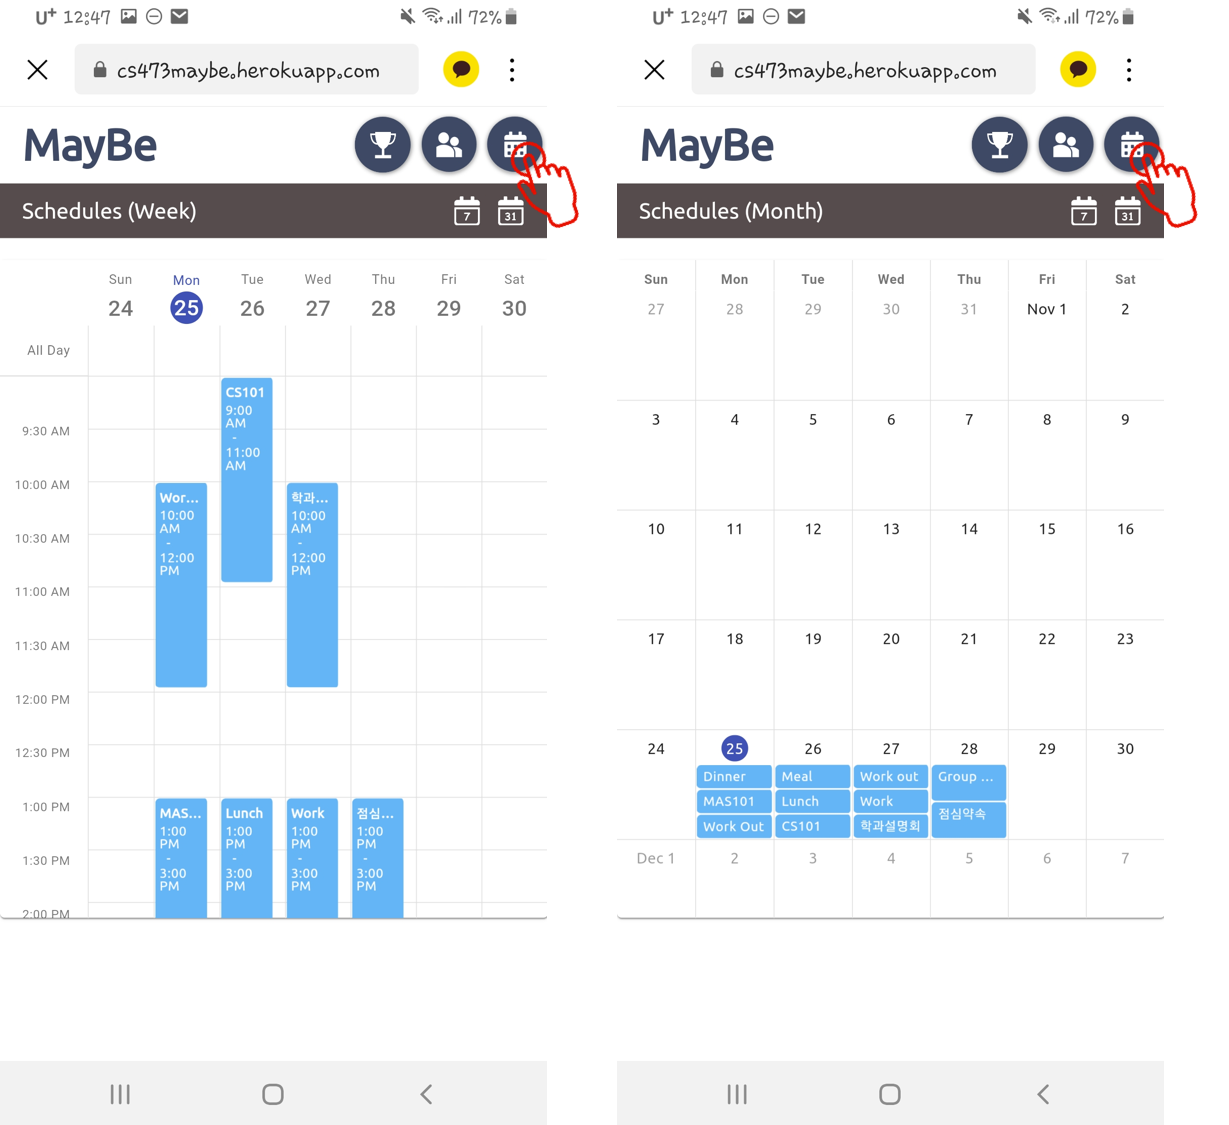 U+ 12:47 72%
cs473maybe.herokuapp.com
MayBe
Schedules (Week)
7 31
Sun Mon Tue Wed Thu Fri Sat
24 25 26 27 28 29 30
All Day
9:30 AM
10:00 AM
10:30 AM
11:00 AM
11:30 AM
12:00 PM
12:30 PM
1:00 PM
1:30 PM
2:00 PM
CS101
9:00
AM
-
11:00
AM
Wor...
10:00
AM
-
12:00
PM
학과...
10:00
AM
-
12:00
PM
MAS...
1:00
PM
-
3:00
PM
Lunch
1:00
PM
-
3:00
PM
Work
1:00
PM
-
3:00
PM
점심...
1:00
PM
-
3:00
PM
U+ 12:47 72%
cs473maybe.herokuapp.com
MayBe
Schedules (Month)
7 31
Sun Mon Tue Wed Thu Fri Sat
27 28 29 30 31 Nov 1 2
3 4 5 6 7 8 9
10 11 12 13 14 15 16
17 18 19 20 21 22 23
24 25 26 27 28 29 30
Dinner Meal Work out Group ...
MAS101 Lunch Work 점심약속
Work Out CS101 학과설명회
Dec 1 2 3 4 5 6 7